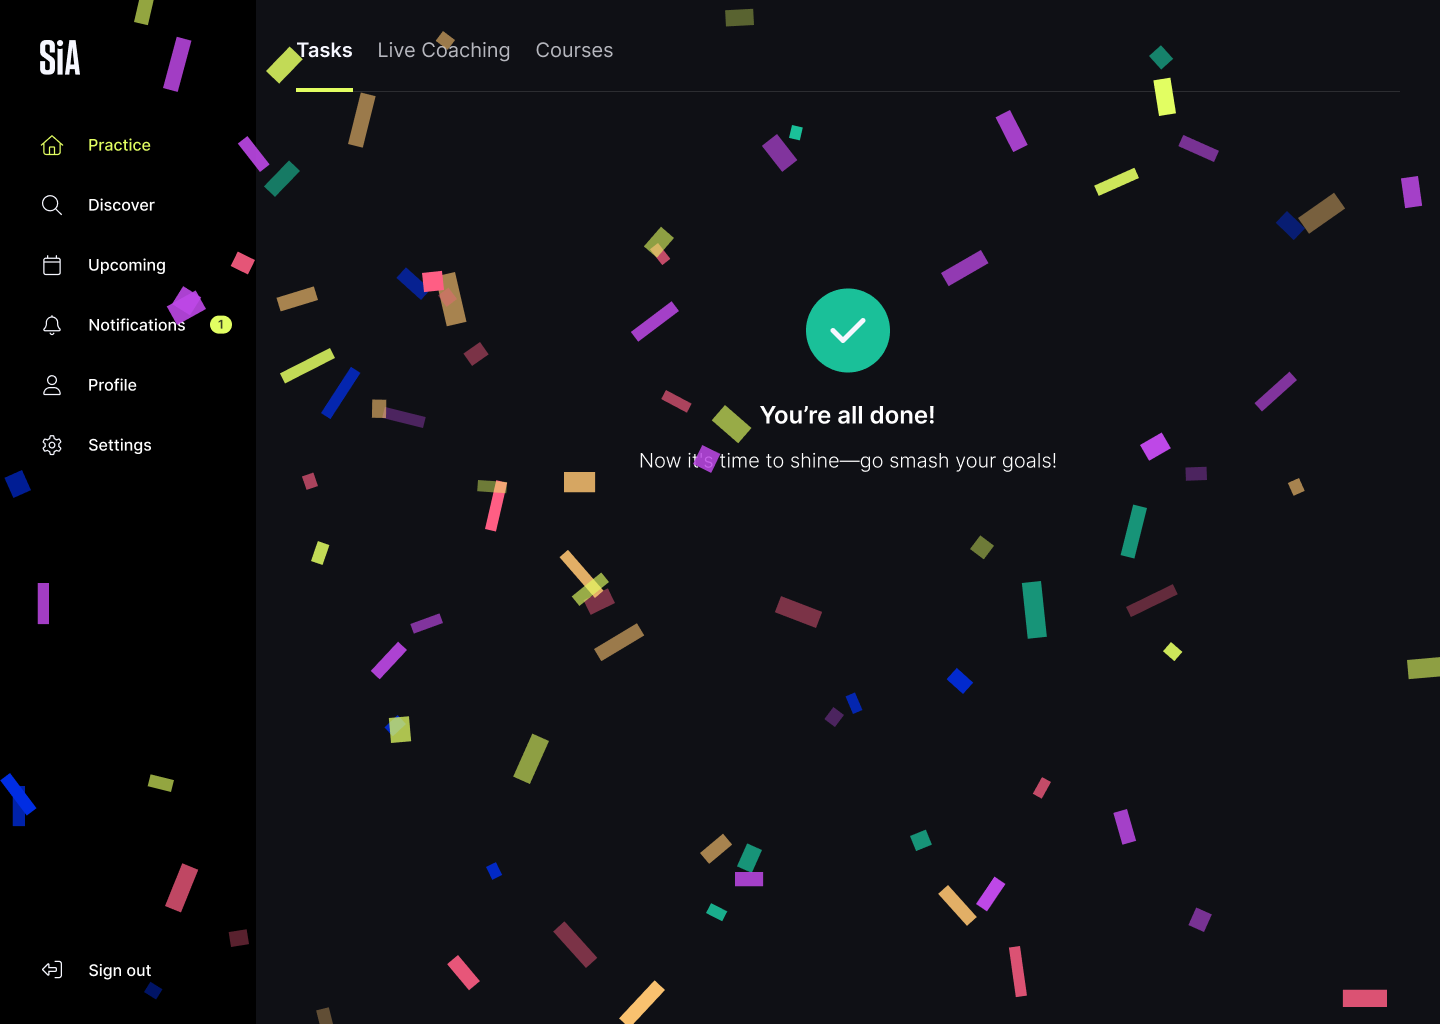 SiA
Practice
Discover
Upcoming
Notifications 1
Profile
Settings
Sign out
Tasks Live Coaching Courses
You’re all done!
Now it’s time to shine—go smash your goals!